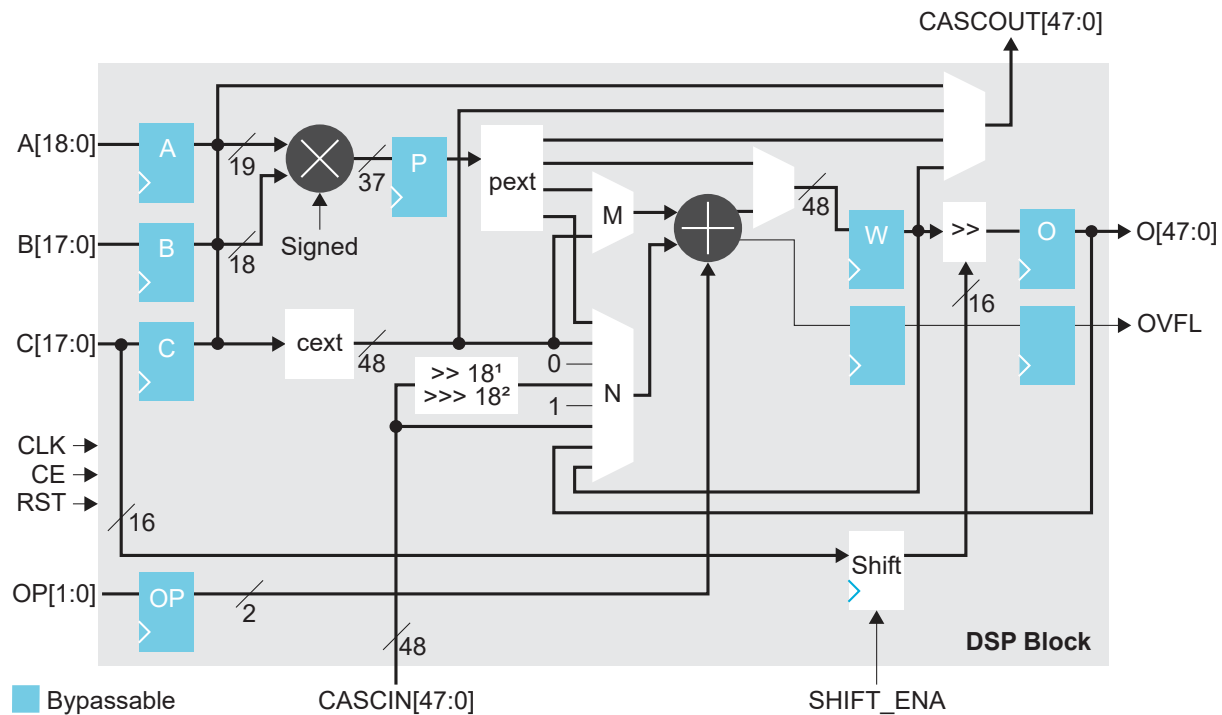 CASCOUT[47:0]
A[18:0]
A
19
37
P
pext
M
48
B[17:0]
B
18
Signed
W
>>
O
O[47:0]
16
C[17:0]
C
cext
48
OVFL
0
>> 18¹
>>> 18²
1
N
CLK
CE
RST
16
Shift
OP[1:0]
OP
2
48
DSP Block
Bypassable
CASCIN[47:0]
SHIFT_ENA